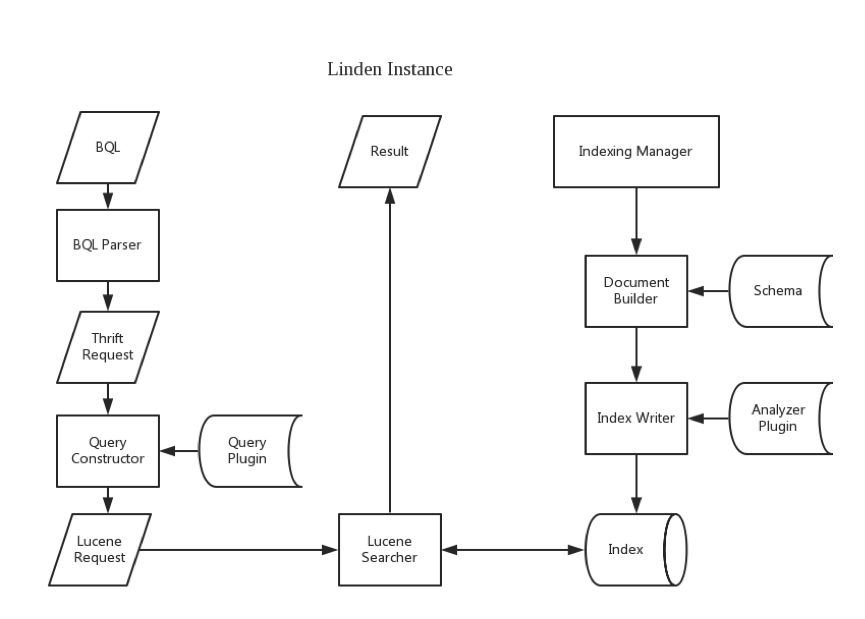 Linden Instance
BQL
Result
Indexing Manager
BQL Parser
Document
Builder
Schema
Thrift
Request
Query
Constructor
Query
Plugin
Index Writer
Analyzer
Plugin
Lucene
Request
Lucene
Searcher
Index